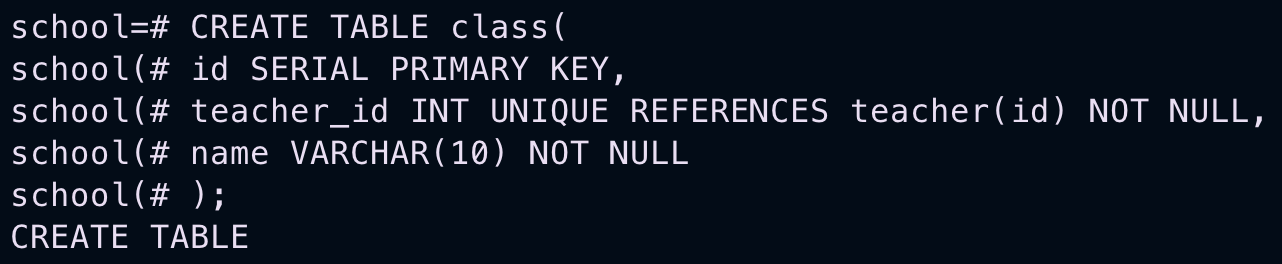 school=# CREATE TABLE class(
school(# id SERIAL PRIMARY KEY,
school(# teacher_id INT UNIQUE REFERENCES teacher(id) NOT NULL,
school(# name VARCHAR(10) NOT NULL
school(# );
CREATE TABLE